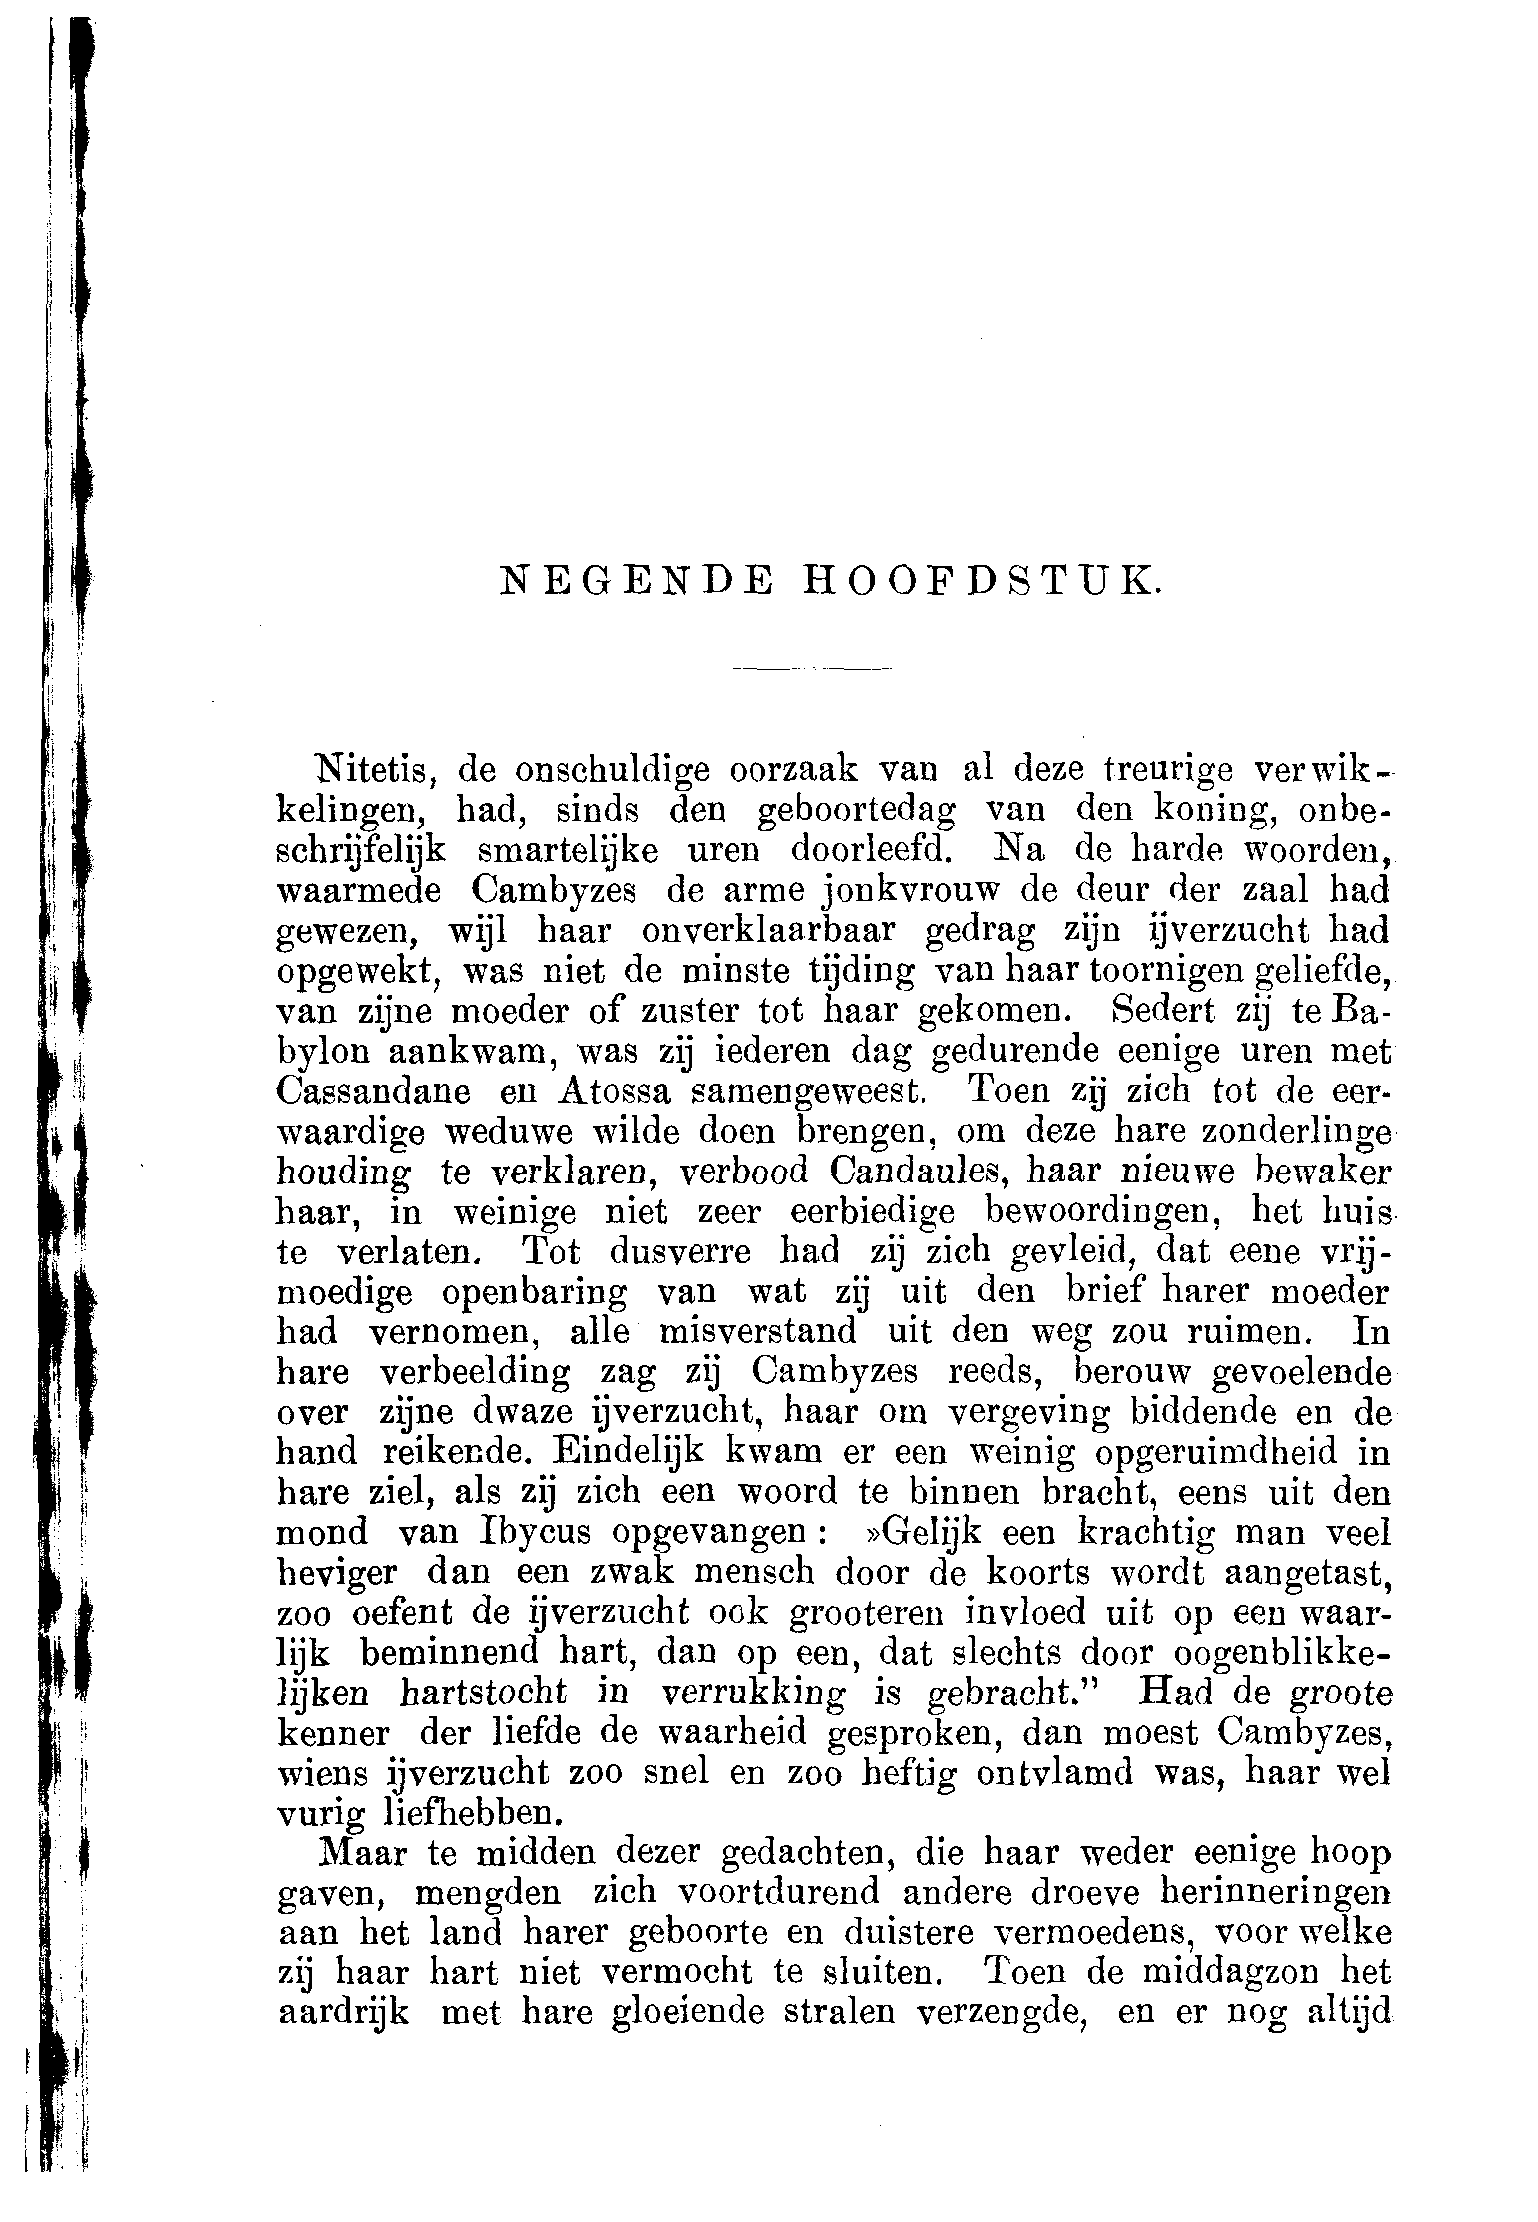 NEGENDE HOOFDSTUK.
Nitetis, de onschuldige oorzaak van al deze treurige verwik-
kelingen, had, sinds den geboortedag van den koning, onbe-
schrijfelijk smartelijke uren doorleefd. Na de harde woorden,
waarmede Cambyzes de arme jonkvrouw de deur der zaal had
gewezen, wijl haar onverklaarbaar gedrag zijn ijverzucht had
opgewekt, was niet de minste tijding van haar toornigen geliefde,
van zijne moeder of zuster tot haar gekomen. Sedert zij te Ba-
bylon aankwam, was zij iederen dag gedurende eenige uren met
Cassandane en Atossa samengeweest. Toen zij zich tot de eer-
waardige weduwe wilde doen brengen, om deze hare zonderlinge
houding te verklaren, verbood Candaules, haar nieuwe bewaker
haar, in weinige niet zeer eerbiedige bewoordingen, het huis
te verlaten. Tot dusverre had zij zich gevleid, dat eene vrij-
moedige openbaring van wat zij uit den brief harer moeder
had vernomen, alle misverstand uit den weg zou ruimen. In
hare verbeelding zag zij Cambyzes reeds, berouw gevoelende
over zijne dwaze ijverzucht, haar om vergeving biddende en de
hand reikende. Eindelijk kwam er een weinig opgeruimdheid in
hare ziel, als zij zich een woord te binnen bracht, eens uit den
mond van Ibycus opgevangen: »Gelijk een krachtig man veel
heviger dan een zwak mensch door de koorts wordt aangetast,
zoo oefent de ijverzucht ook grooteren invloed uit op een waar-
lijk beminnend hart, dan op een, dat slechts door oogenblikke-
lijken hartstocht in verrukking is gebracht.” Had de groote
kenner der liefde de waarheid gesproken, dan moest Cambyzes,
wiens ijverzucht zoo snel en zoo heftig ontvlamd was, haar wel
vurig liefhebben.
Maar te midden dezer gedachten, die haar weder eenige hoop
gaven, mengden zich voortdurend andere droeve herinneringen
aan het land harer geboorte en duistere vermoedens, voor welke
zij haar hart niet vermocht te sluiten. Toen de middagzon het
aardrijk met hare gloeiende stralen verzengde, en er nog altijd